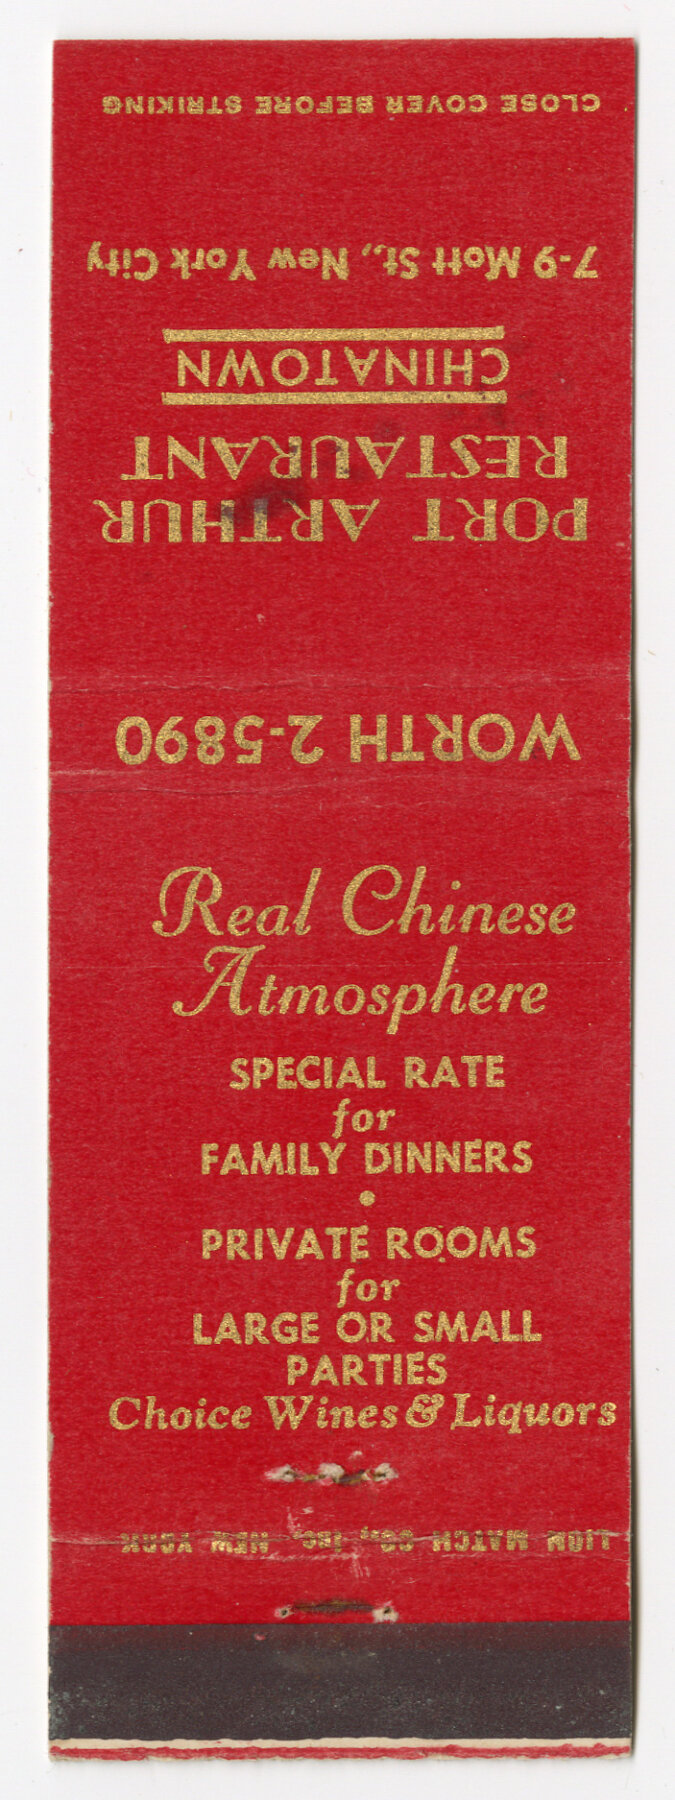 PORT ARTHUR
RESTAURANT
CHINATOWN
7-9 Mott St., New York City
CLOSE COVER BEFORE STRIKING
WORTH 2-5890
Real Chinese
Atmosphere
SPECIAL RATE
for
FAMILY DINNERS
•
PRIVATE ROOMS
for
LARGE OR SMALL
PARTIES
Choice Wines & Liquors
LION MATCH CO., INC. NEW YORK